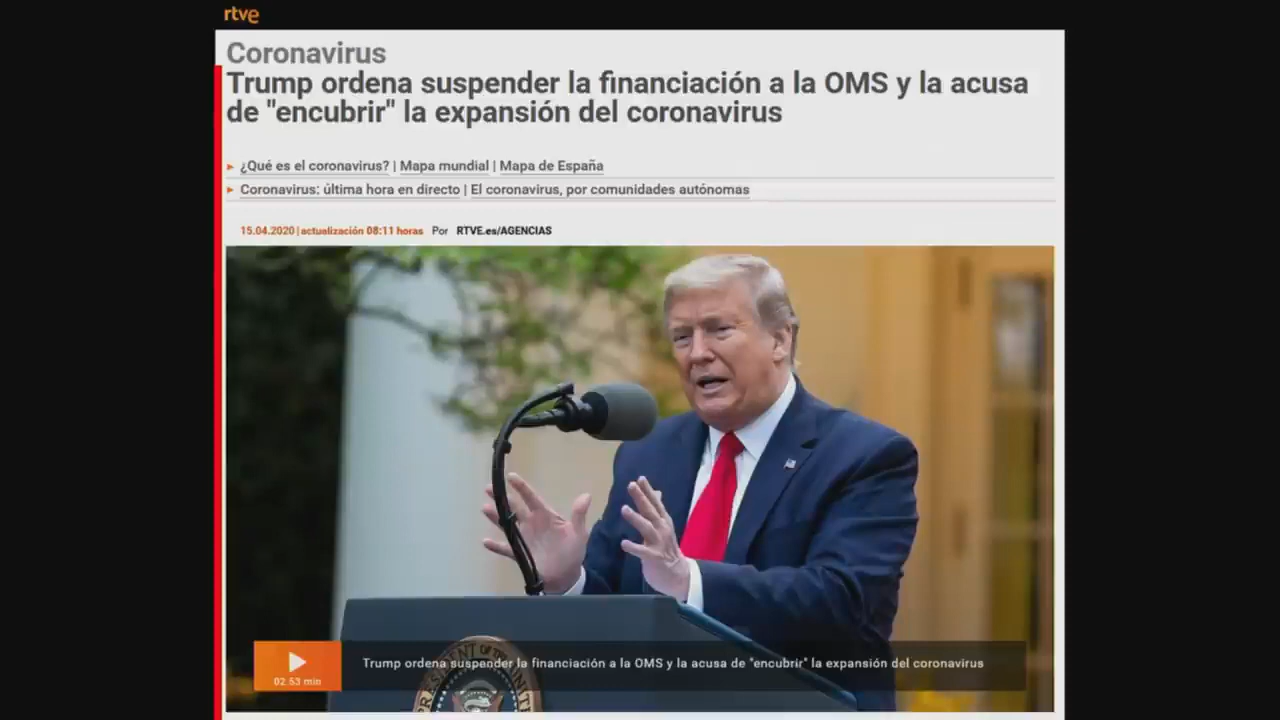 rtve
Coronavirus
Trump ordena suspender la financiación a la OMS y la acusa
de "encubrir" la expansión del coronavirus
¿Qué es el coronavirus? | Mapa mundial | Mapa de España
Coronavirus: última hora en directo | El coronavirus, por comunidades autónomas
15.04.2020 | actualización 08:11 horas Por RTVE.es/AGENCIAS
Trump ordena suspender la financiación a la OMS y la acusa de "encubrir" la expansión del coronavirus
02.53 min
PRESIDENT OF THE